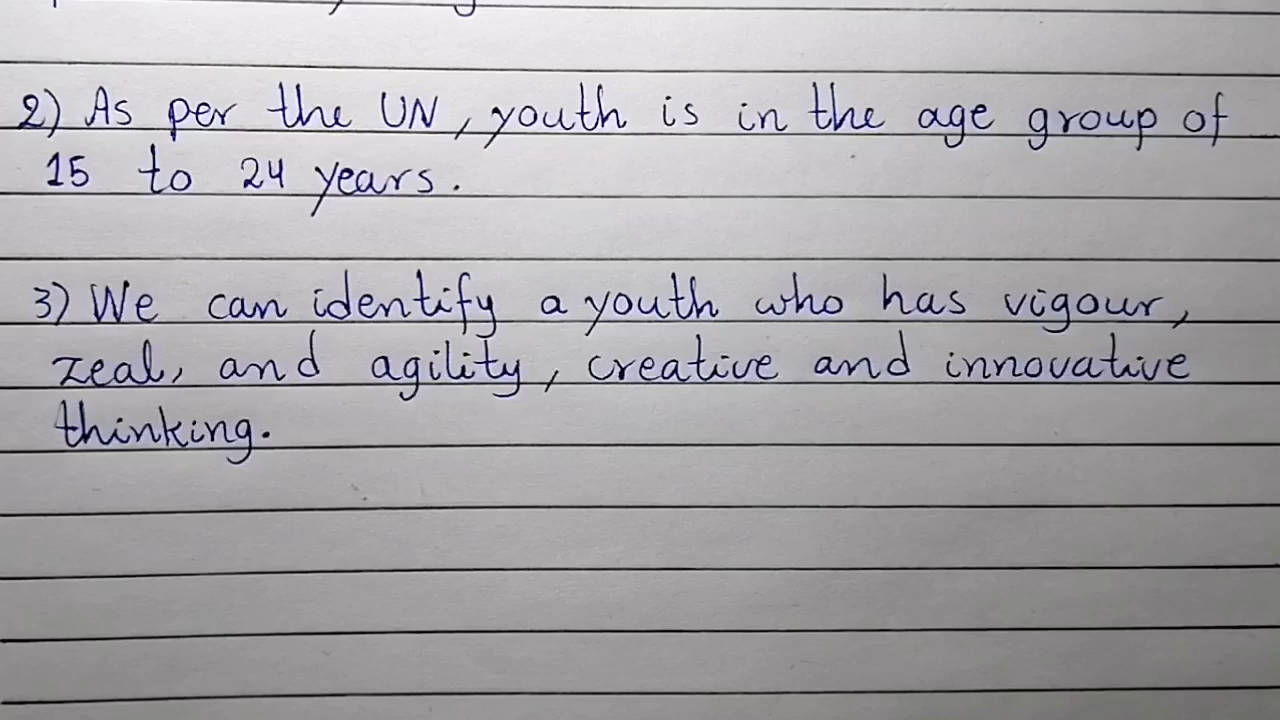 2) As per the UN, youth is in the age group of
15 to 24 years.
3) We can identify a youth who has vigour,
zeal, and agility, creative and innovative
thinking.